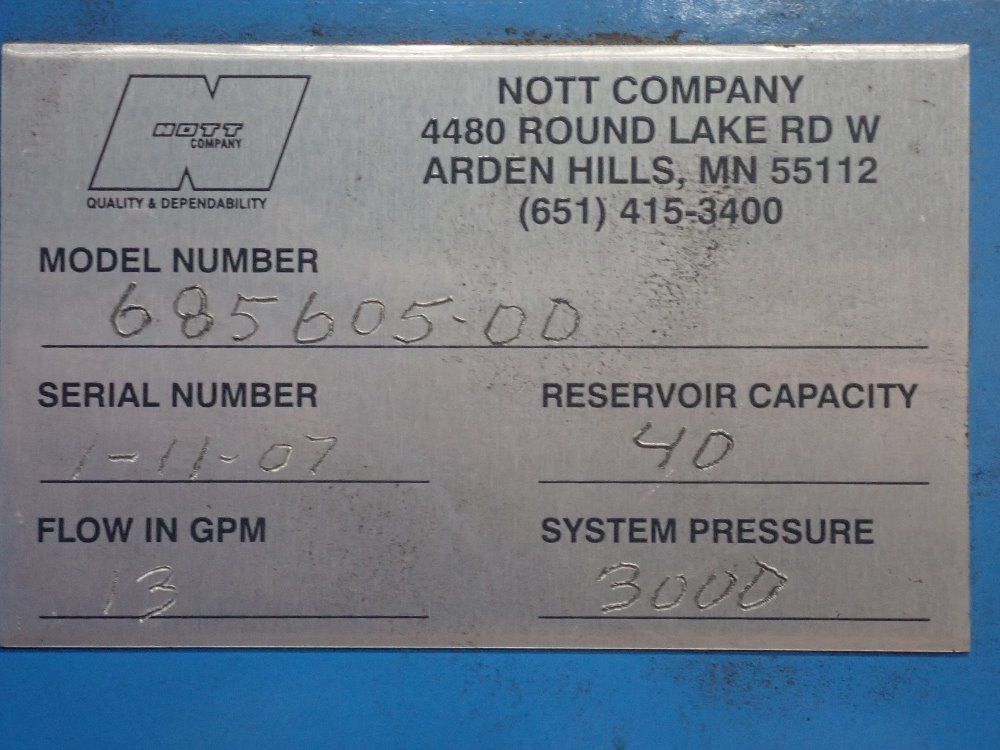 NOTT
COMPANY
QUALITY & DEPENDABILITY
NOTT COMPANY
4480 ROUND LAKE RD W
ARDEN HILLS, MN 55112
(651) 415-3400
MODEL NUMBER
685605-00
SERIAL NUMBER
1-11-07
RESERVOIR CAPACITY
40
FLOW IN GPM
13
SYSTEM PRESSURE
3000